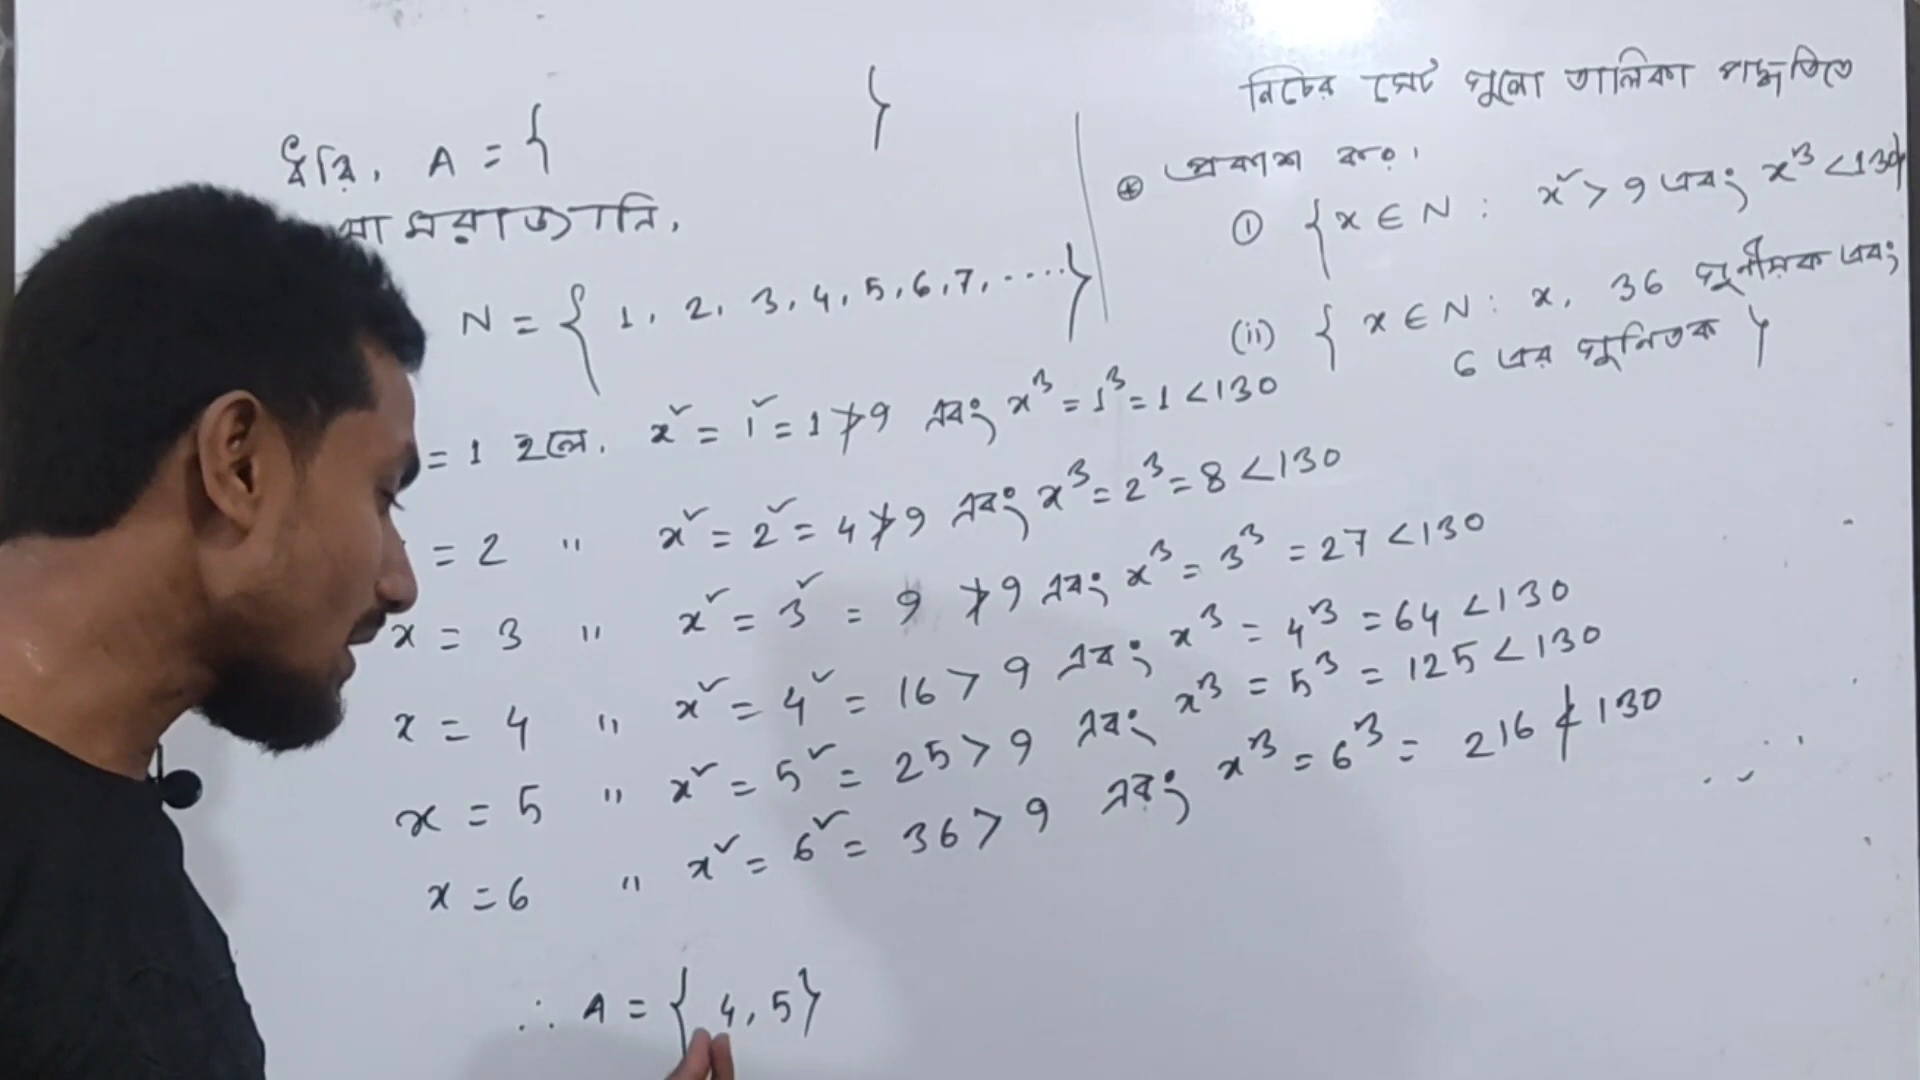 নিচের সেট গুলো তালিকা পদ্ধতিতে
প্রকাশ কর।
① {x ∈ N : x² > 9 এবং x³ < 130}
(ii) { x ∈ N : x, 36 গুণীয়ক এবং
6 এর গুনিতক }
ধরি, A = { }
আমরা জানি,
N = { 1, 2, 3, 4, 5, 6, 7, ..... }
= 1 হলে, x² = 1² = 1 ≯ 9 এবং x³ = 1³ = 1 < 130
= 2 " x² = 2² = 4 ≯ 9 এবং x³ = 2³ = 8 < 130
x = 3 " x² = 3² = 9 ≯ 9 এবং x³ = 3³ = 27 < 130
x = 4 " x² = 4² = 16 > 9 এবং x³ = 4³ = 64 < 130
x = 5 " x² = 5² = 25 > 9 এবং x³ = 5³ = 125 < 130
x = 6 " x² = 6² = 36 > 9 এবং x³ = 6³ = 216 ≮ 130
∴ A = { 4, 5 }